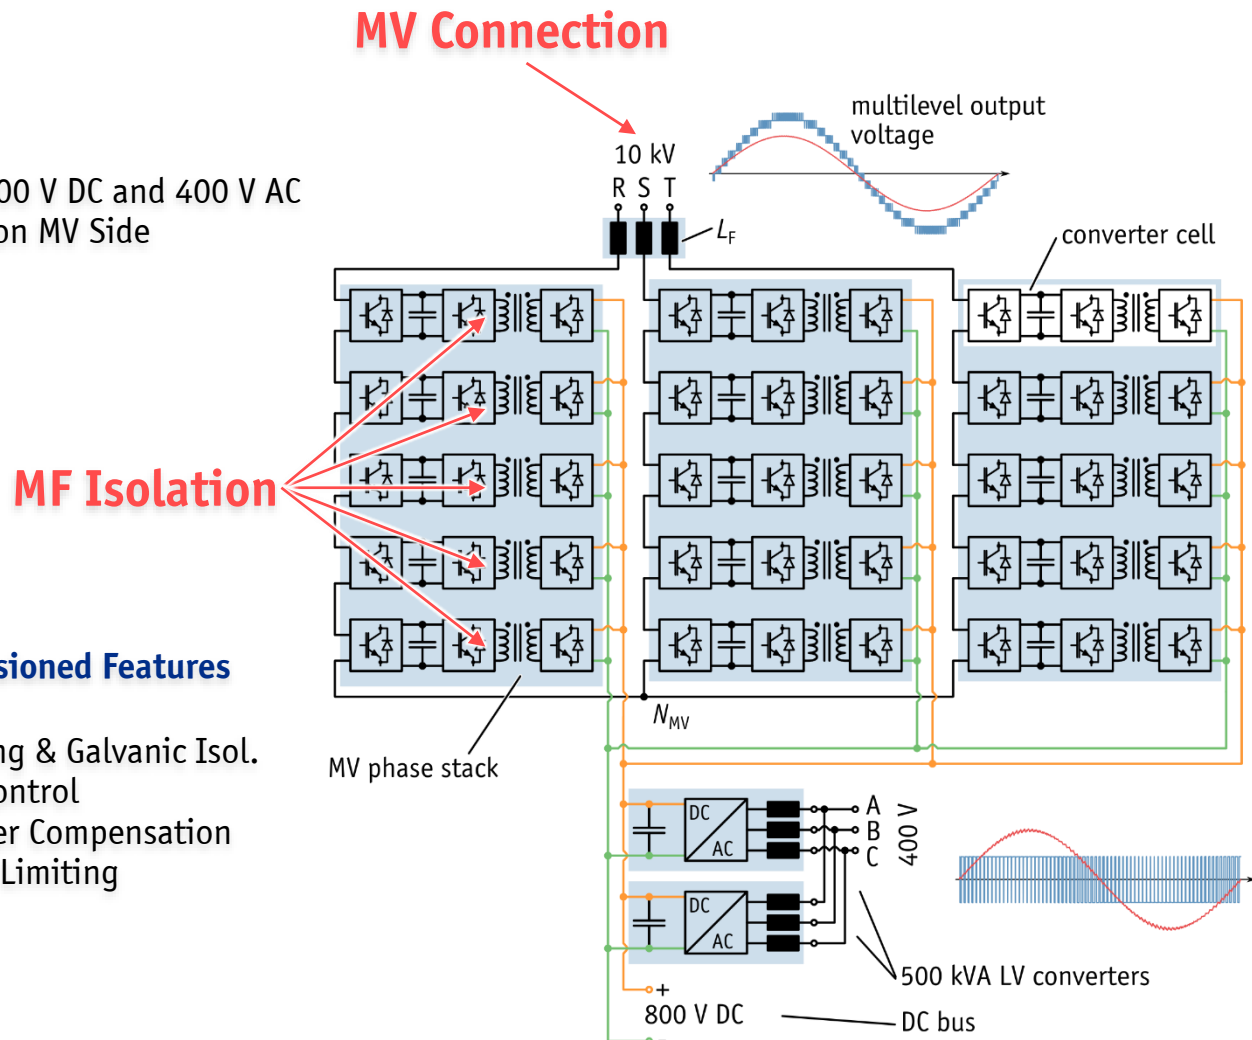 MV Connection
multilevel output
voltage
10 kV
R S T
00 V DC and 400 V AC
on MV Side
LF
converter cell
MF Isolation
sioned Features
NMV
ng & Galvanic Isol.
MV phase stack
ontrol
er Compensation
Limiting
DC
AC
A
B
C
400 V
DC
AC
500 kVA LV converters
+
800 V DC
DC bus